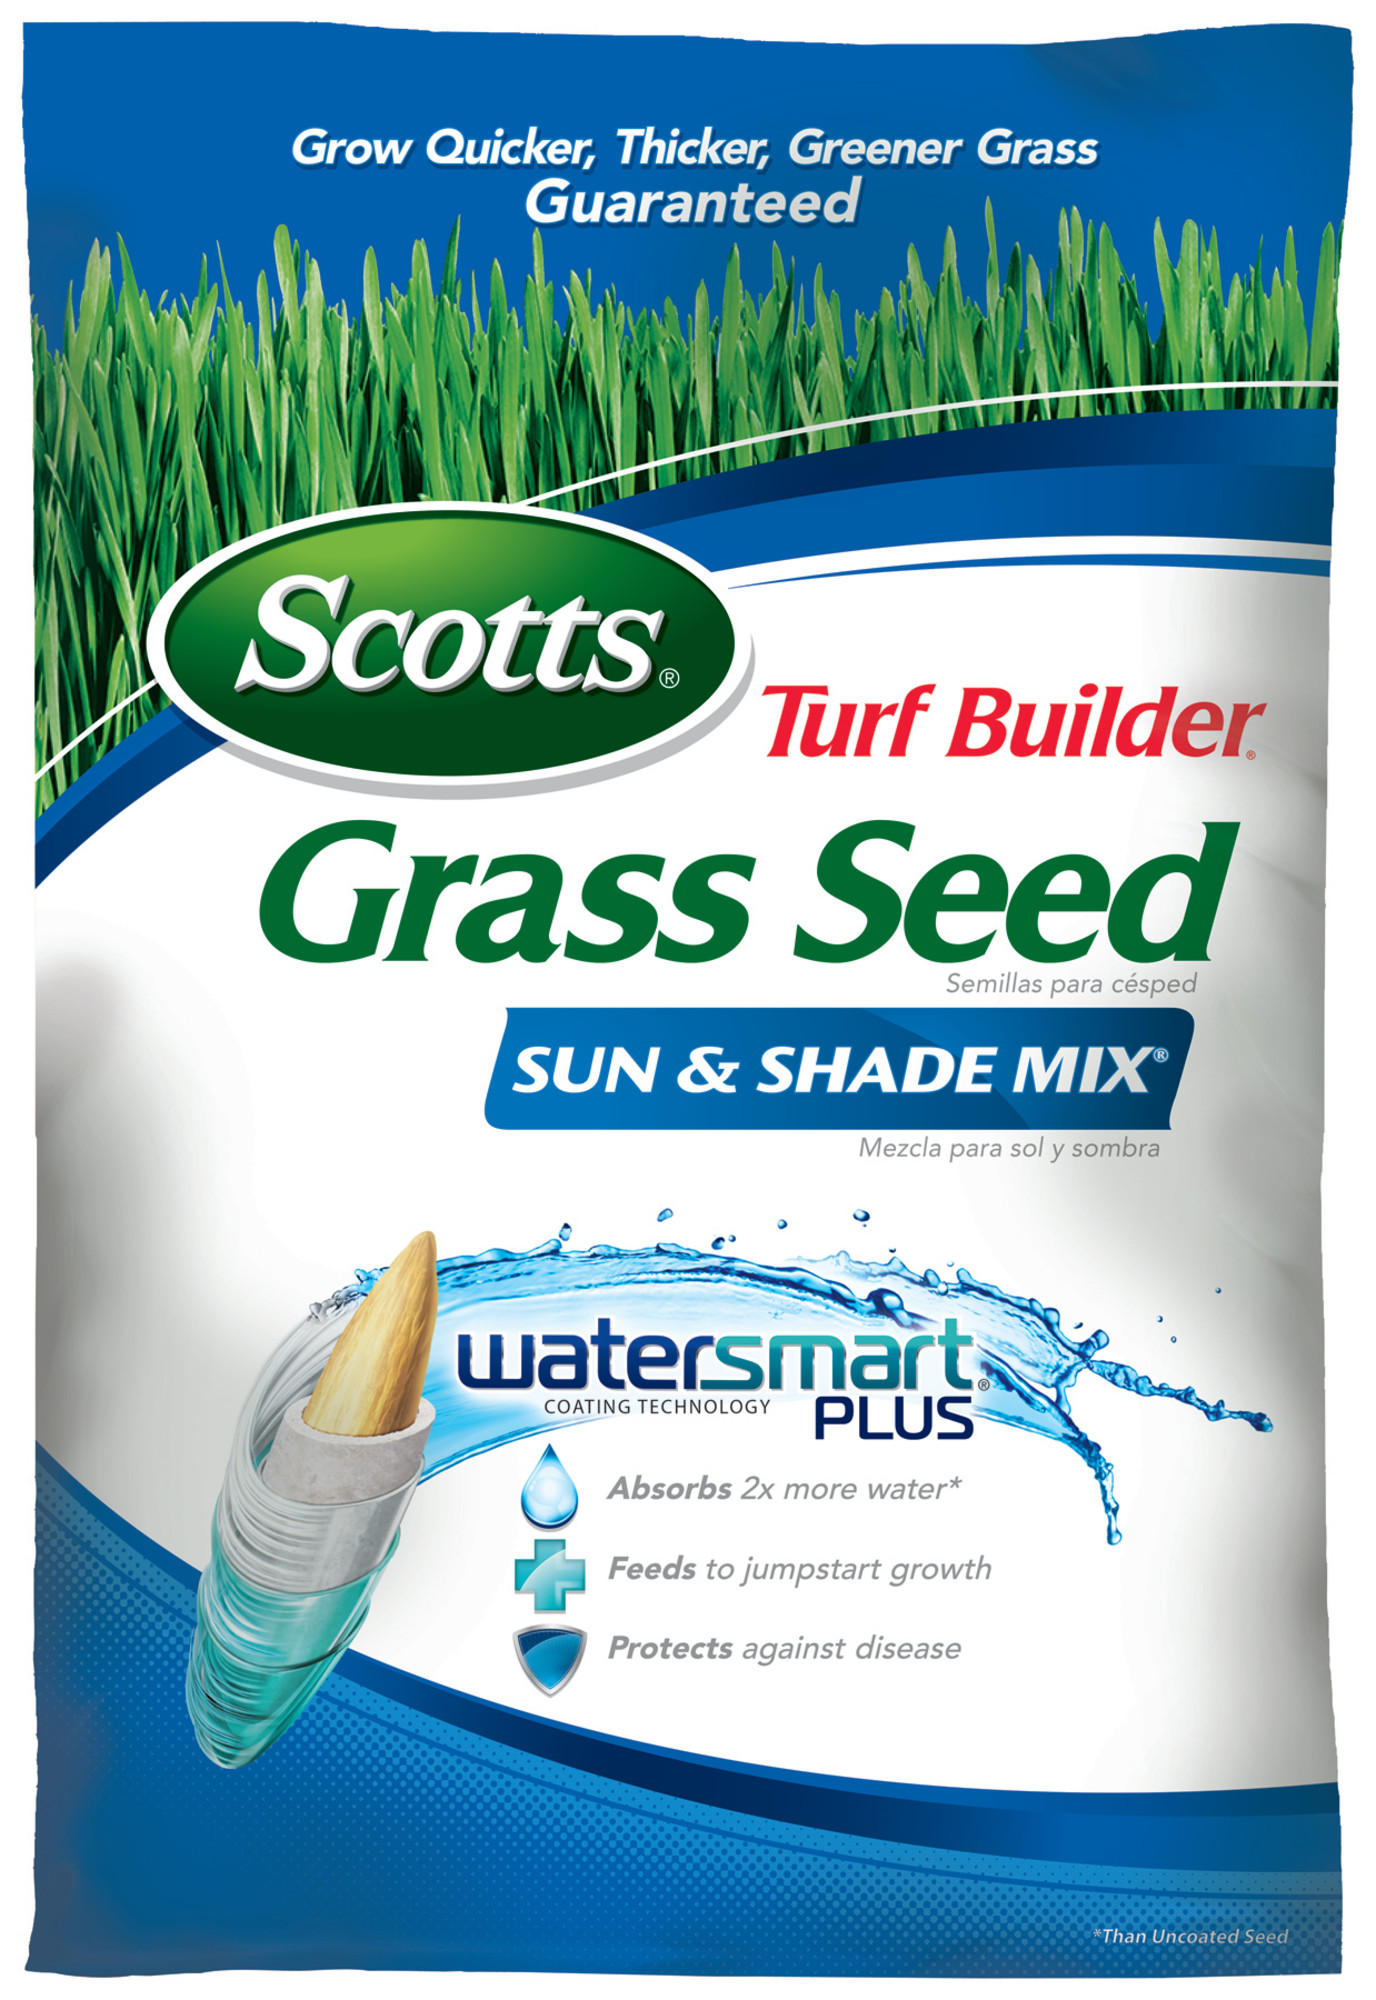 Grow Quicker, Thicker, Greener Grass
Guaranteed
Scotts®
Turf Builder®
Grass Seed
Semillas para césped
SUN & SHADE MIX®
Mezcla para sol y sombra
watersmart®
COATING TECHNOLOGY
PLUS
Absorbs 2x more water*
Feeds to jumpstart growth
Protects against disease
*Than Uncoated Seed